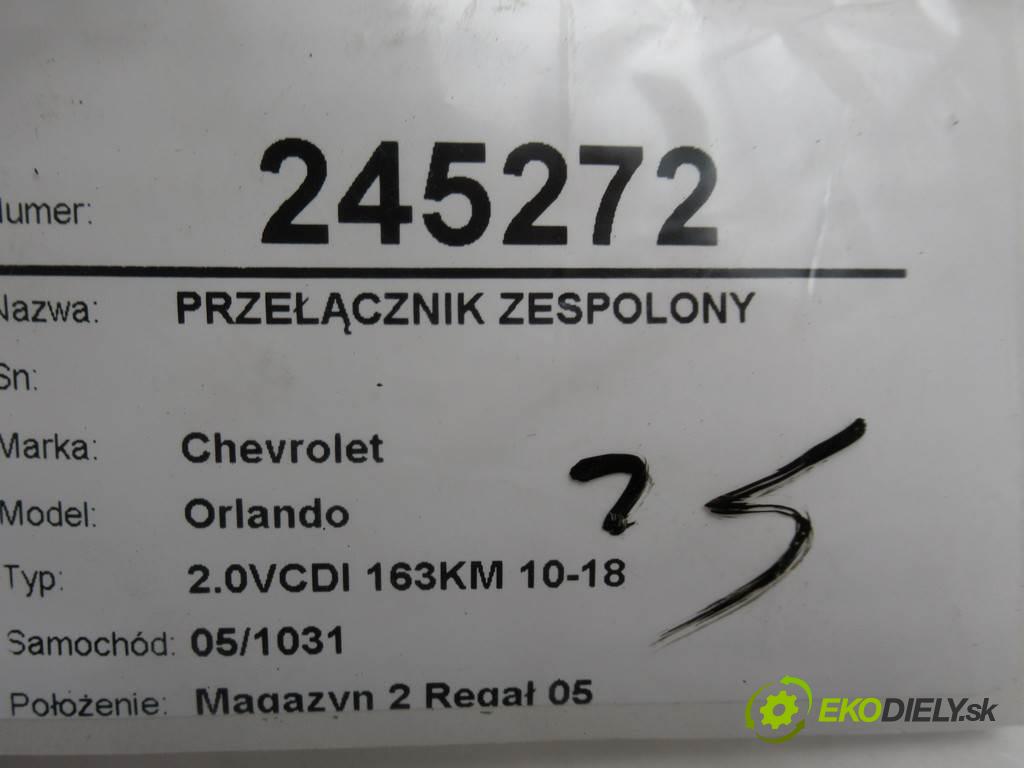 Numer: 245272
Nazwa: PRZEŁĄCZNIK ZESPOLONY
Sn:
Marka: Chevrolet
Model: Orlando
Typ: 2.0VCDI 163KM 10-18
Samochód: 05/1031
Położenie: Magazyn 2 Regał 05
25
EKODIELY.sk